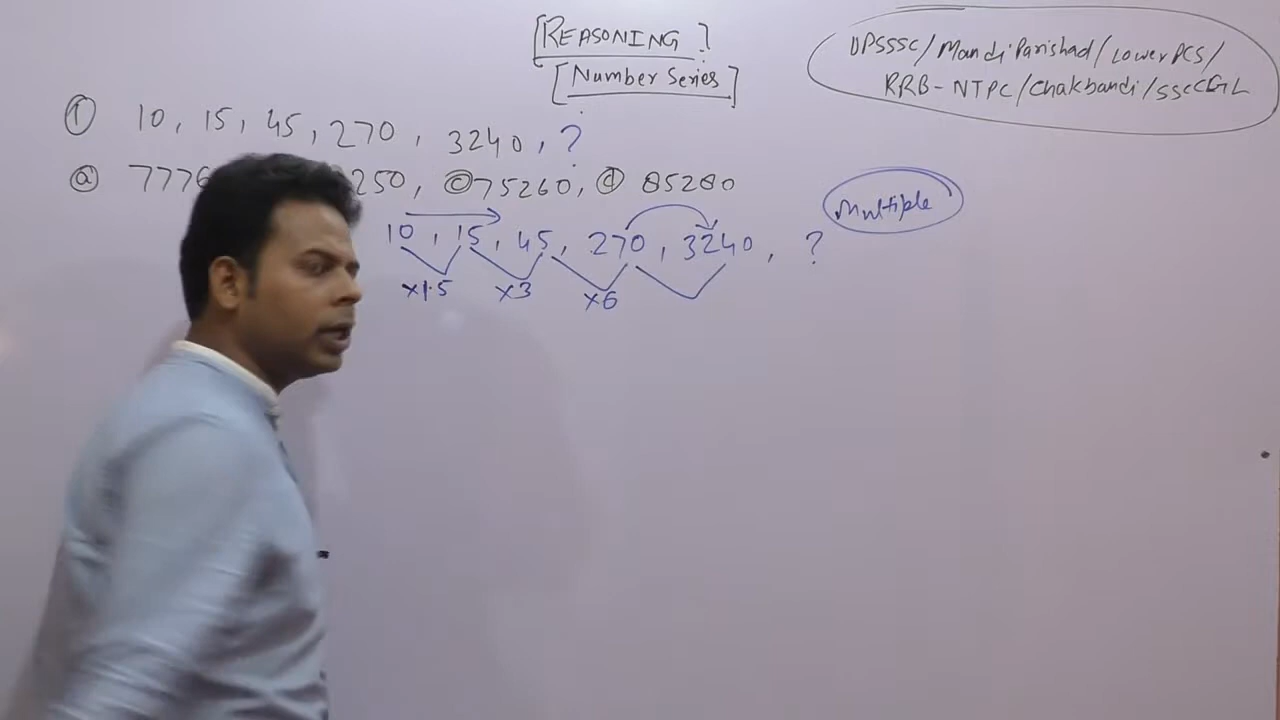 [REASONING]
[Number Series]
UPSSSC/Mandi Parishad/Lower PCS/
RRB-NTPC/Chakbandi/SSC CGL
① 10, 15, 45, 270, 3240, ?
ⓐ 7776 250, ⓒ 75260, ⓓ 85280
10, 15, 45, 270, 3240, ?
Multiple
×1.5 ×3 ×6